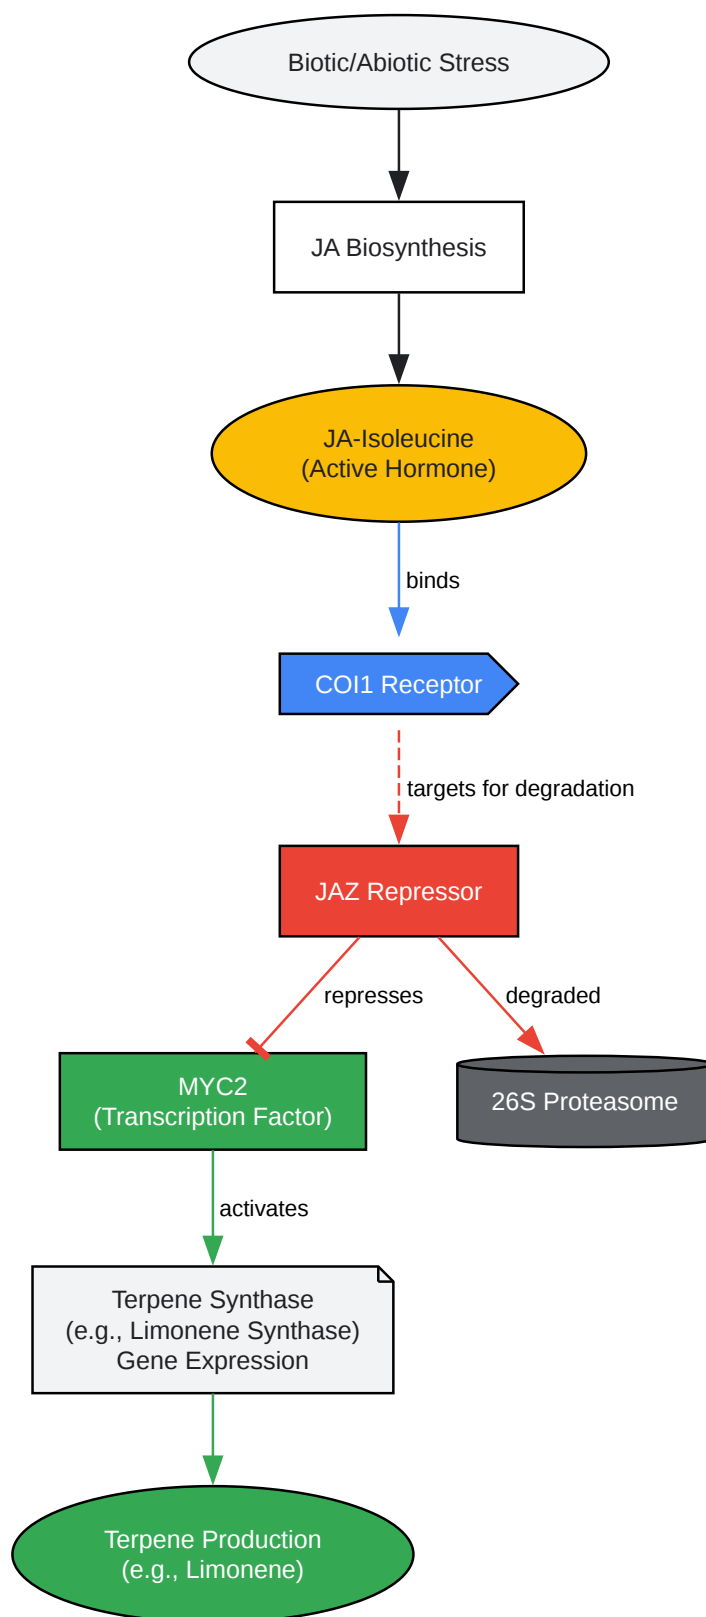 Biotic/Abiotic Stress
JA Biosynthesis
JA-Isoleucine
(Active Hormone)
binds
COI1 Receptor
targets for degradation
JAZ Repressor
represses
degraded
MYC2
(Transcription Factor)
26S Proteasome
activates
Terpene Synthase
(e.g., Limonene Synthase)
Gene Expression
Terpene Production
(e.g., Limonene)